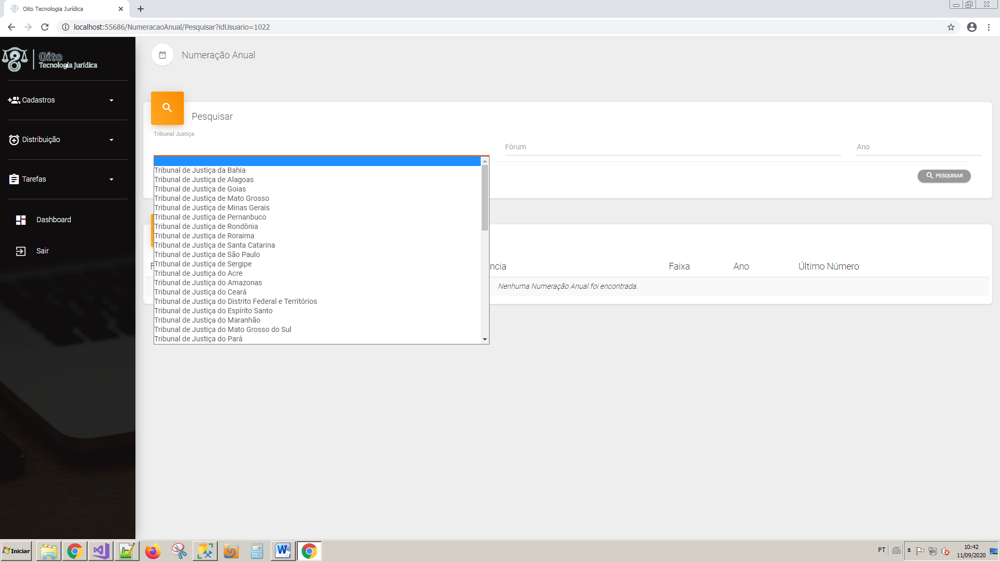 Oito Tecnologia Jurídica
localhost:55686/NumeracaoAnual/Pesquisar?idUsuario=1022
Oito
Tecnologia Jurídica
Cadastros
Distribuição
Tarefas
Dashboard
Sair
Numeração Anual
Pesquisar
Tribunal Justiça
Fórum
Ano
PESQUISAR
Tribunal de Justiça da Bahia
Tribunal de Justiça de Alagoas
Tribunal de Justiça de Goias
Tribunal de Justiça de Mato Grosso
Tribunal de Justiça de Minas Gerais
Tribunal de Justiça de Pernanbuco
Tribunal de Justiça de Rondônia
Tribunal de Justiça de Roraima
Tribunal de Justiça de Santa Catarina
Tribunal de Justiça de São Paulo
Tribunal de Justiça de Sergipe
Tribunal de Justiça do Acre
Tribunal de Justiça do Amazonas
Tribunal de Justiça do Ceará
Tribunal de Justiça do Distrito Federal e Territórios
Tribunal de Justiça do Espírito Santo
Tribunal de Justiça do Maranhão
Tribunal de Justiça do Mato Grosso do Sul
Tribunal de Justiça do Pará
ncia Faixa Ano Último Número
Nenhuma Numeração Anual foi encontrada.
Iniciar
PT
10:42
11/09/2020